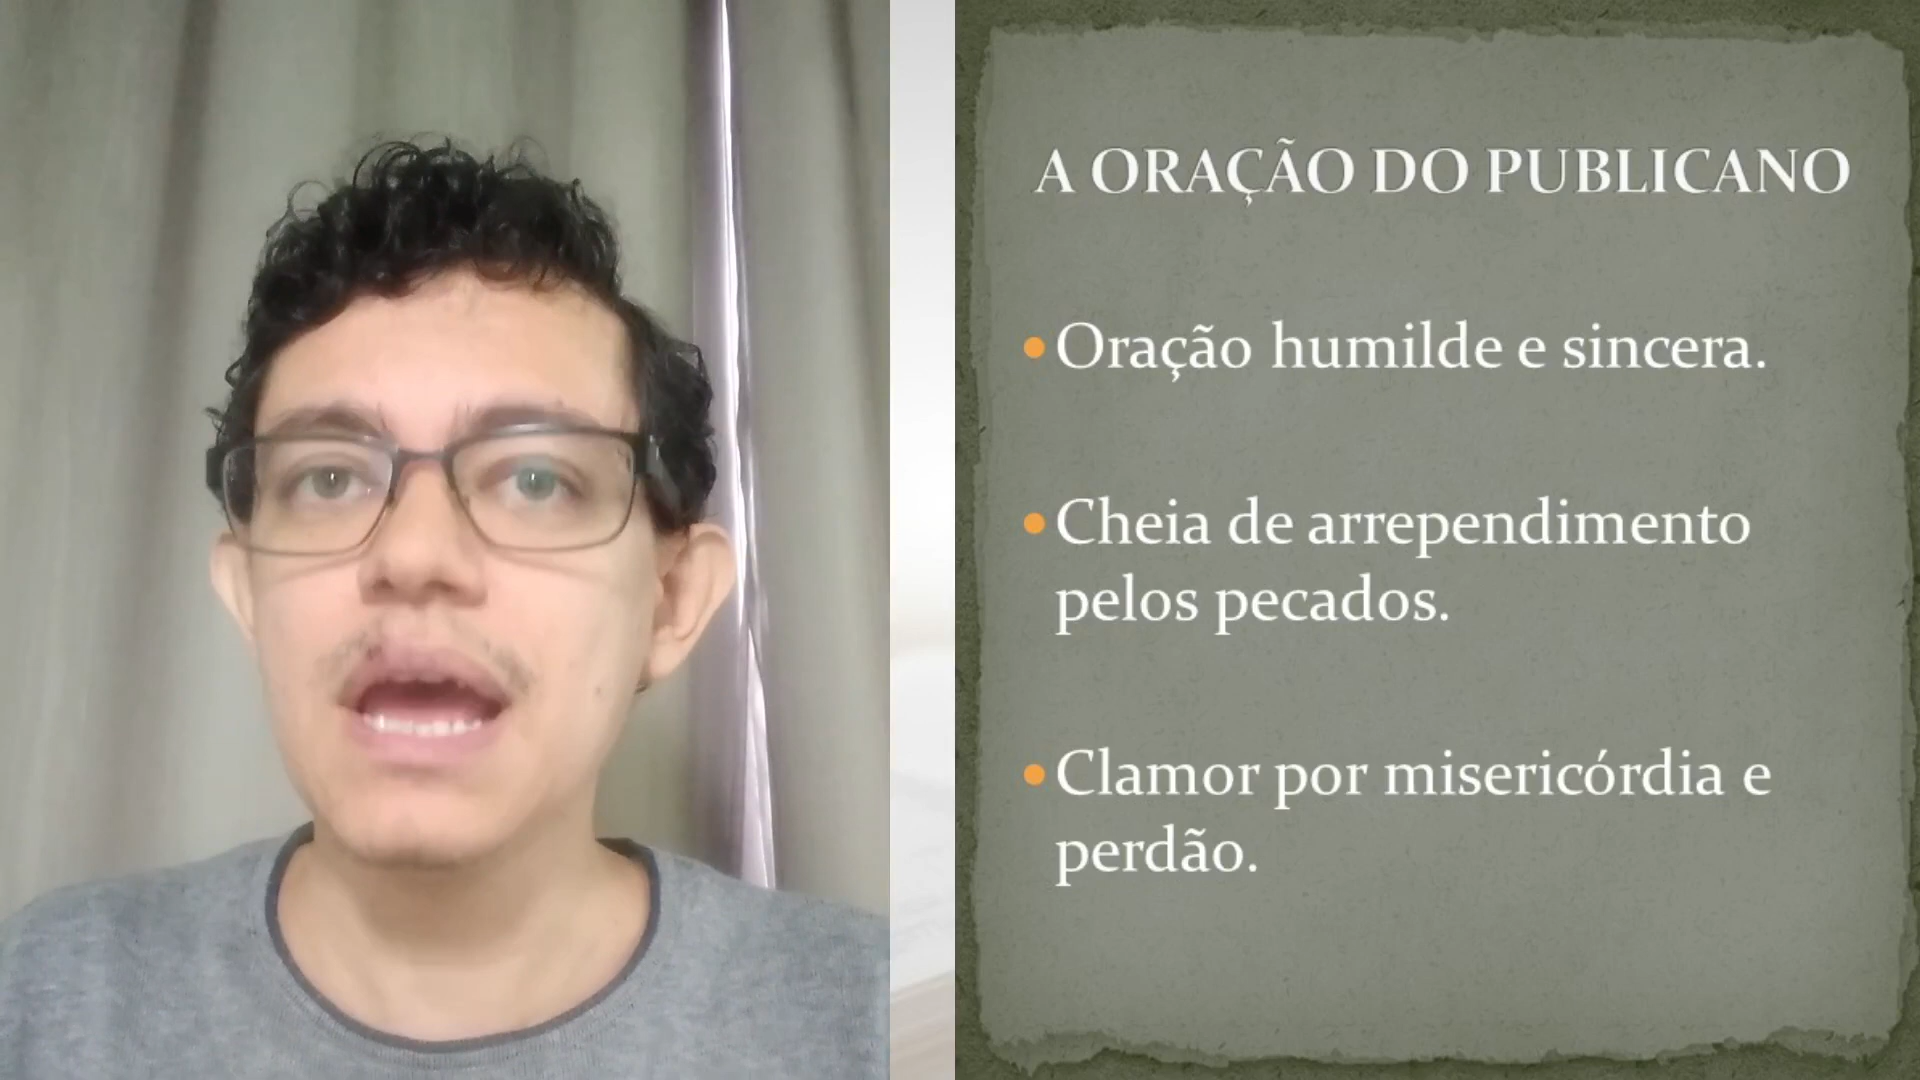 A ORAÇÃO DO PUBLICANO
•Oração humilde e sincera.
•Cheia de arrependimento
pelos pecados.
•Clamor por misericórdia e
perdão.